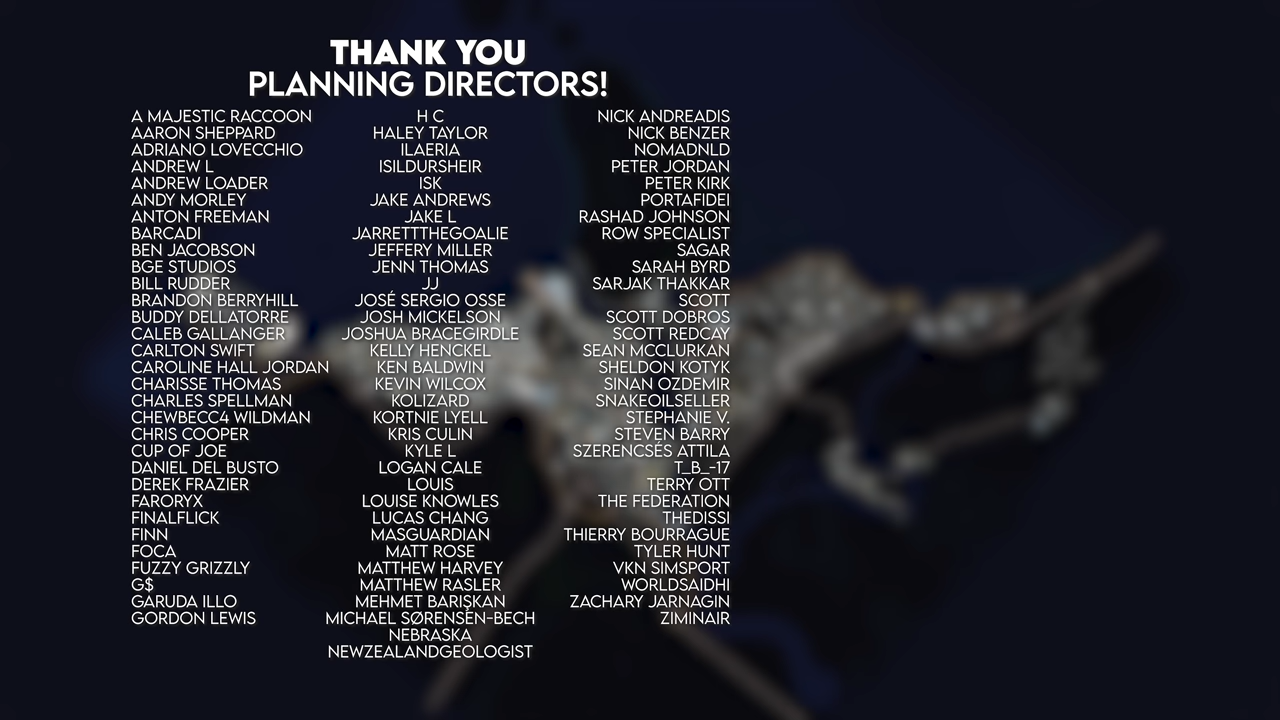 THANK YOU
PLANNING DIRECTORS!
A MAJESTIC RACCOON
AARON SHEPPARD
ADRIANO LOVECCHIO
ANDREW L
ANDREW LOADER
ANDY MORLEY
ANTON FREEMAN
BARCADI
BEN JACOBSON
BGE STUDIOS
BILL RUDDER
BRANDON BERRYHILL
BUDDY DELLATORRE
CALEB GALLANGER
CARLTON SWIFT
CAROLINE HALL JORDAN
CHARISSE THOMAS
CHARLES SPELLMAN
CHEWBECC4 WILDMAN
CHRIS COOPER
CUP OF JOE
DANIEL DEL BUSTO
DEREK FRAZIER
FARORYX
FINALFLICK
FINN
FOCA
FUZZY GRIZZLY
G$
GARUDA ILLO
GORDON LEWIS
H C
HALEY TAYLOR
ILAERIA
ISILDURSHEIR
ISK
JAKE ANDREWS
JAKE L
JARRETTTHEGOALIE
JEFFERY MILLER
JENN THOMAS
JJ
JOSÉ SERGIO OSSE
JOSH MICKELSON
JOSHUA BRACEGIRDLE
KELLY HENCKEL
KEN BALDWIN
KEVIN WILCOX
KOLIZARD
KORTNIE LYELL
KRIS CULIN
KYLE L
LOGAN CALE
LOUIS
LOUISE KNOWLES
LUCAS CHANG
MASGUARDIAN
MATT ROSE
MATTHEW HARVEY
MATTHEW RASLER
MEHMET BARIŞKAN
MICHAEL SØRENSEN-BECH
NEBRASKA
NEWZEALANDGEOLOGIST
NICK ANDREADIS
NICK BENZER
NOMADNLD
PETER JORDAN
PETER KIRK
PORTAFIDEI
RASHAD JOHNSON
ROW SPECIALIST
SAGAR
SARAH BYRD
SARJAK THAKKAR
SCOTT
SCOTT DOBROS
SCOTT REDCAY
SEAN MCCLURKAN
SHELDON KOTYK
SINAN OZDEMIR
SNAKEOILSELLER
STEPHANIE V.
STEVEN BARRY
SZERENCSÉS ATTILA
T_B_-17
TERRY OTT
THE FEDERATION
THEDISSI
THIERRY BOURRAGUE
TYLER HUNT
VKN SIMSPORT
WORLDSAIDHI
ZACHARY JARNAGIN
ZIMINAIR